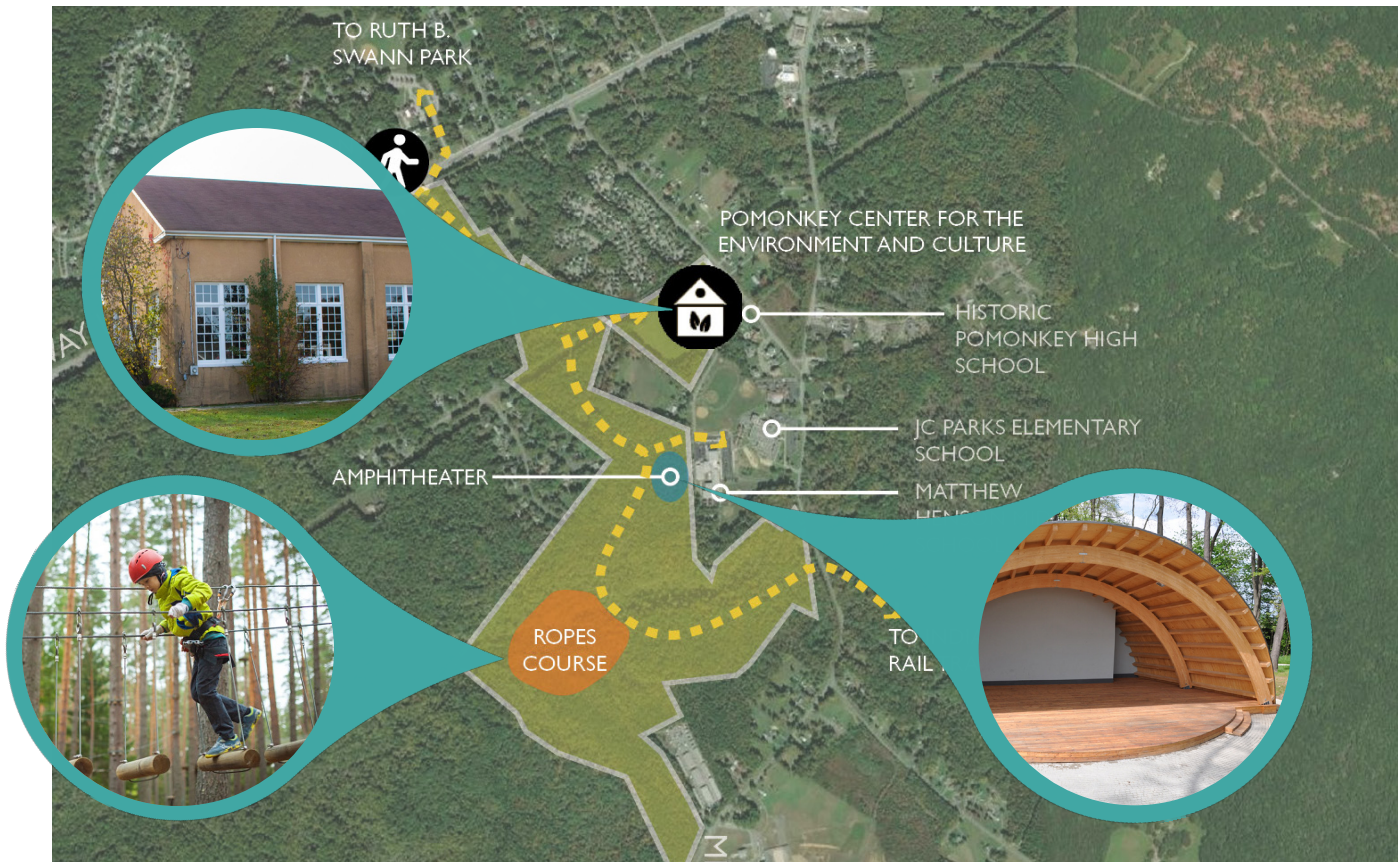 TO RUTH B.
SWANN PARK
POMONKEY CENTER FOR THE
ENVIRONMENT AND CULTURE
HISTORIC
POMONKEY HIGH
SCHOOL
JC PARKS ELEMENTARY
SCHOOL
AMPHITHEATER
MATTHEW
ROPES
COURSE
TO
RAIL